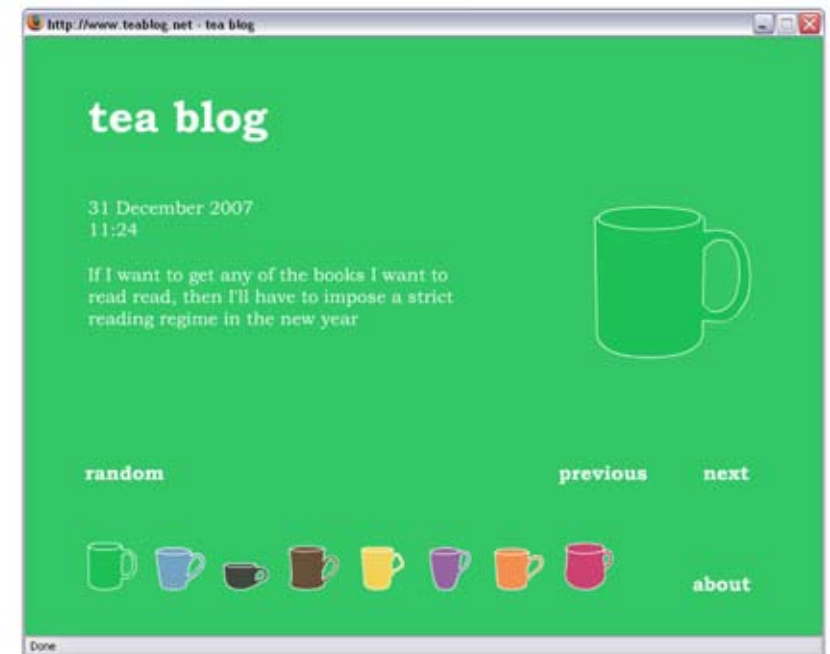 http://www.teablog.net - tea blog
tea blog
31 December 2007
11:24
If I want to get any of the books I want to
read read, then I'll have to impose a strict
reading regime in the new year
random
previous
next
about
Done